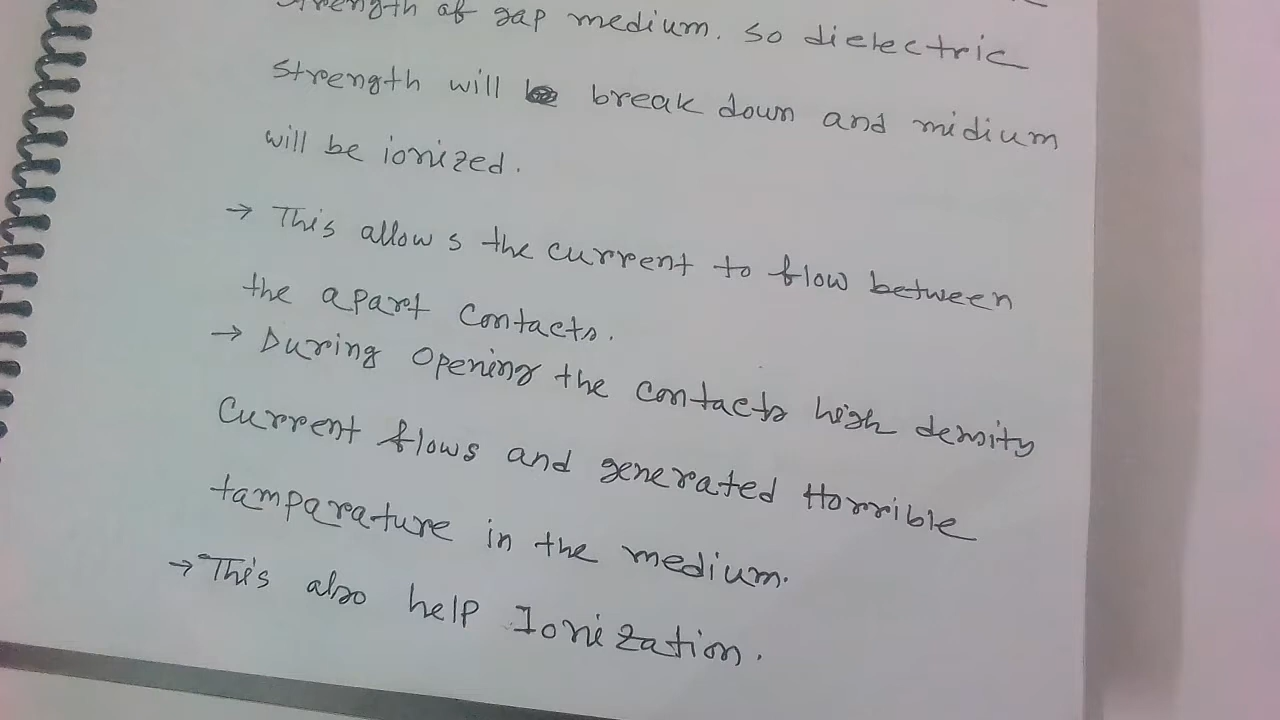 strength of gap medium. so dielectric
strength will break down and midium
will be ionized.
→ This allows the current to flow between
the apart contacts.
→ During opening the contacts high density
current flows and generated Horrible
tamparature in the medium.
→ This also help Ionization.